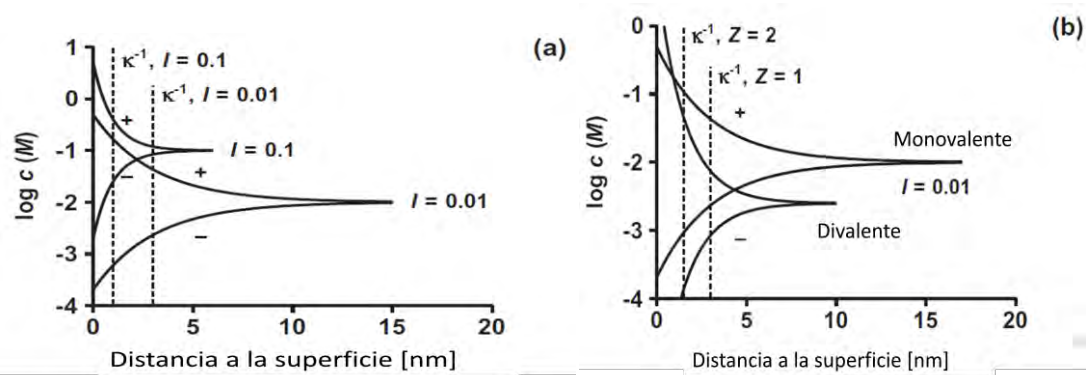 (a)
1
0
-1
-2
-3
-4
log c (M)
κ⁻¹, I = 0.1
κ⁻¹, I = 0.01
+
I = 0.1
–
+
I = 0.01
–
0 5 10 15 20
Distancia a la superficie [nm]
(b)
0
-1
-2
-3
-4
log c (M)
κ⁻¹, Z = 2
κ⁻¹, Z = 1
+
Monovalente
I = 0.01
Divalente
–
0 5 10 15 20
Distancia a la superficie [nm]